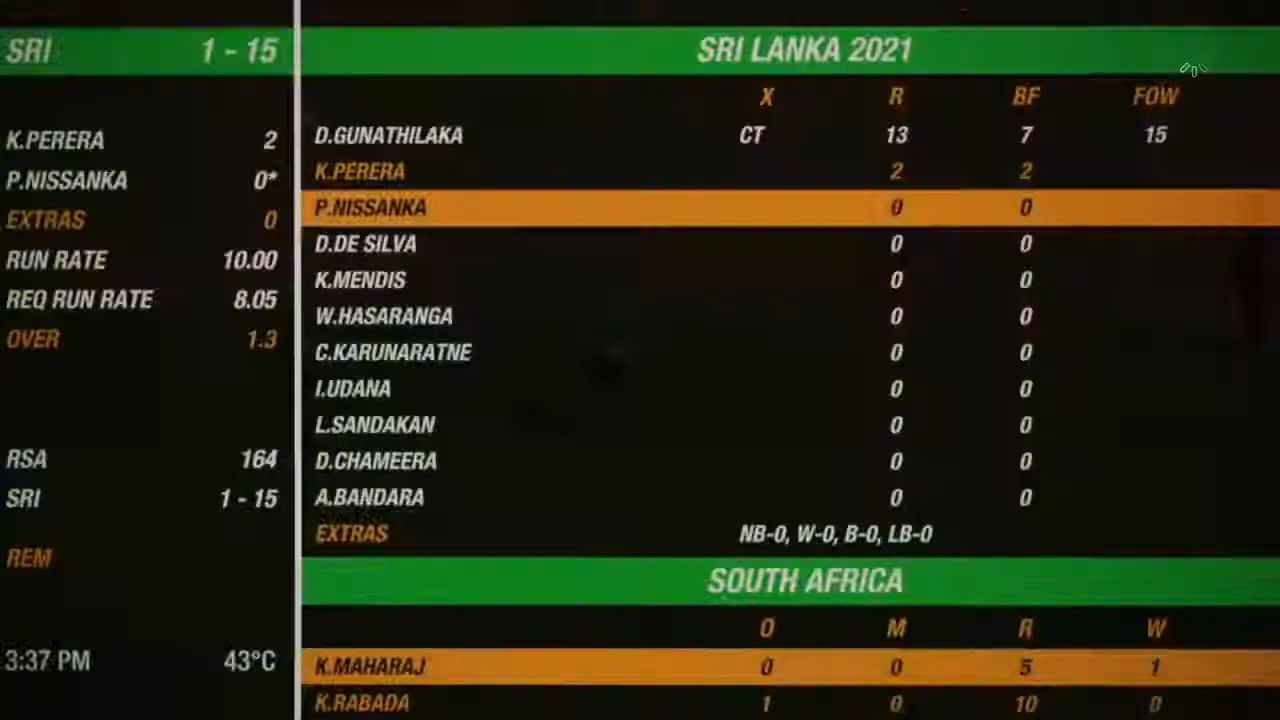 SRI 1 - 15
K.PERERA 2
P.NISSANKA 0*
EXTRAS 0
RUN RATE 10.00
REQ RUN RATE 8.05
OVER 1.3
RSA 164
SRI 1 - 15
REM
3:37 PM 43°C
SRI LANKA 2021
X R BF FOW
D.GUNATHILAKA CT 13 7 15
K.PERERA 2 2
P.NISSANKA 0 0
D.DE SILVA 0 0
K.MENDIS 0 0
W.HASARANGA 0 0
C.KARUNARATNE 0 0
I.UDANA 0 0
L.SANDAKAN 0 0
D.CHAMEERA 0 0
A.BANDARA 0 0
EXTRAS NB-0, W-0, B-0, LB-0
SOUTH AFRICA
O M R W
K.MAHARAJ 0 0 5 1
K.RABADA 1 0 10 0